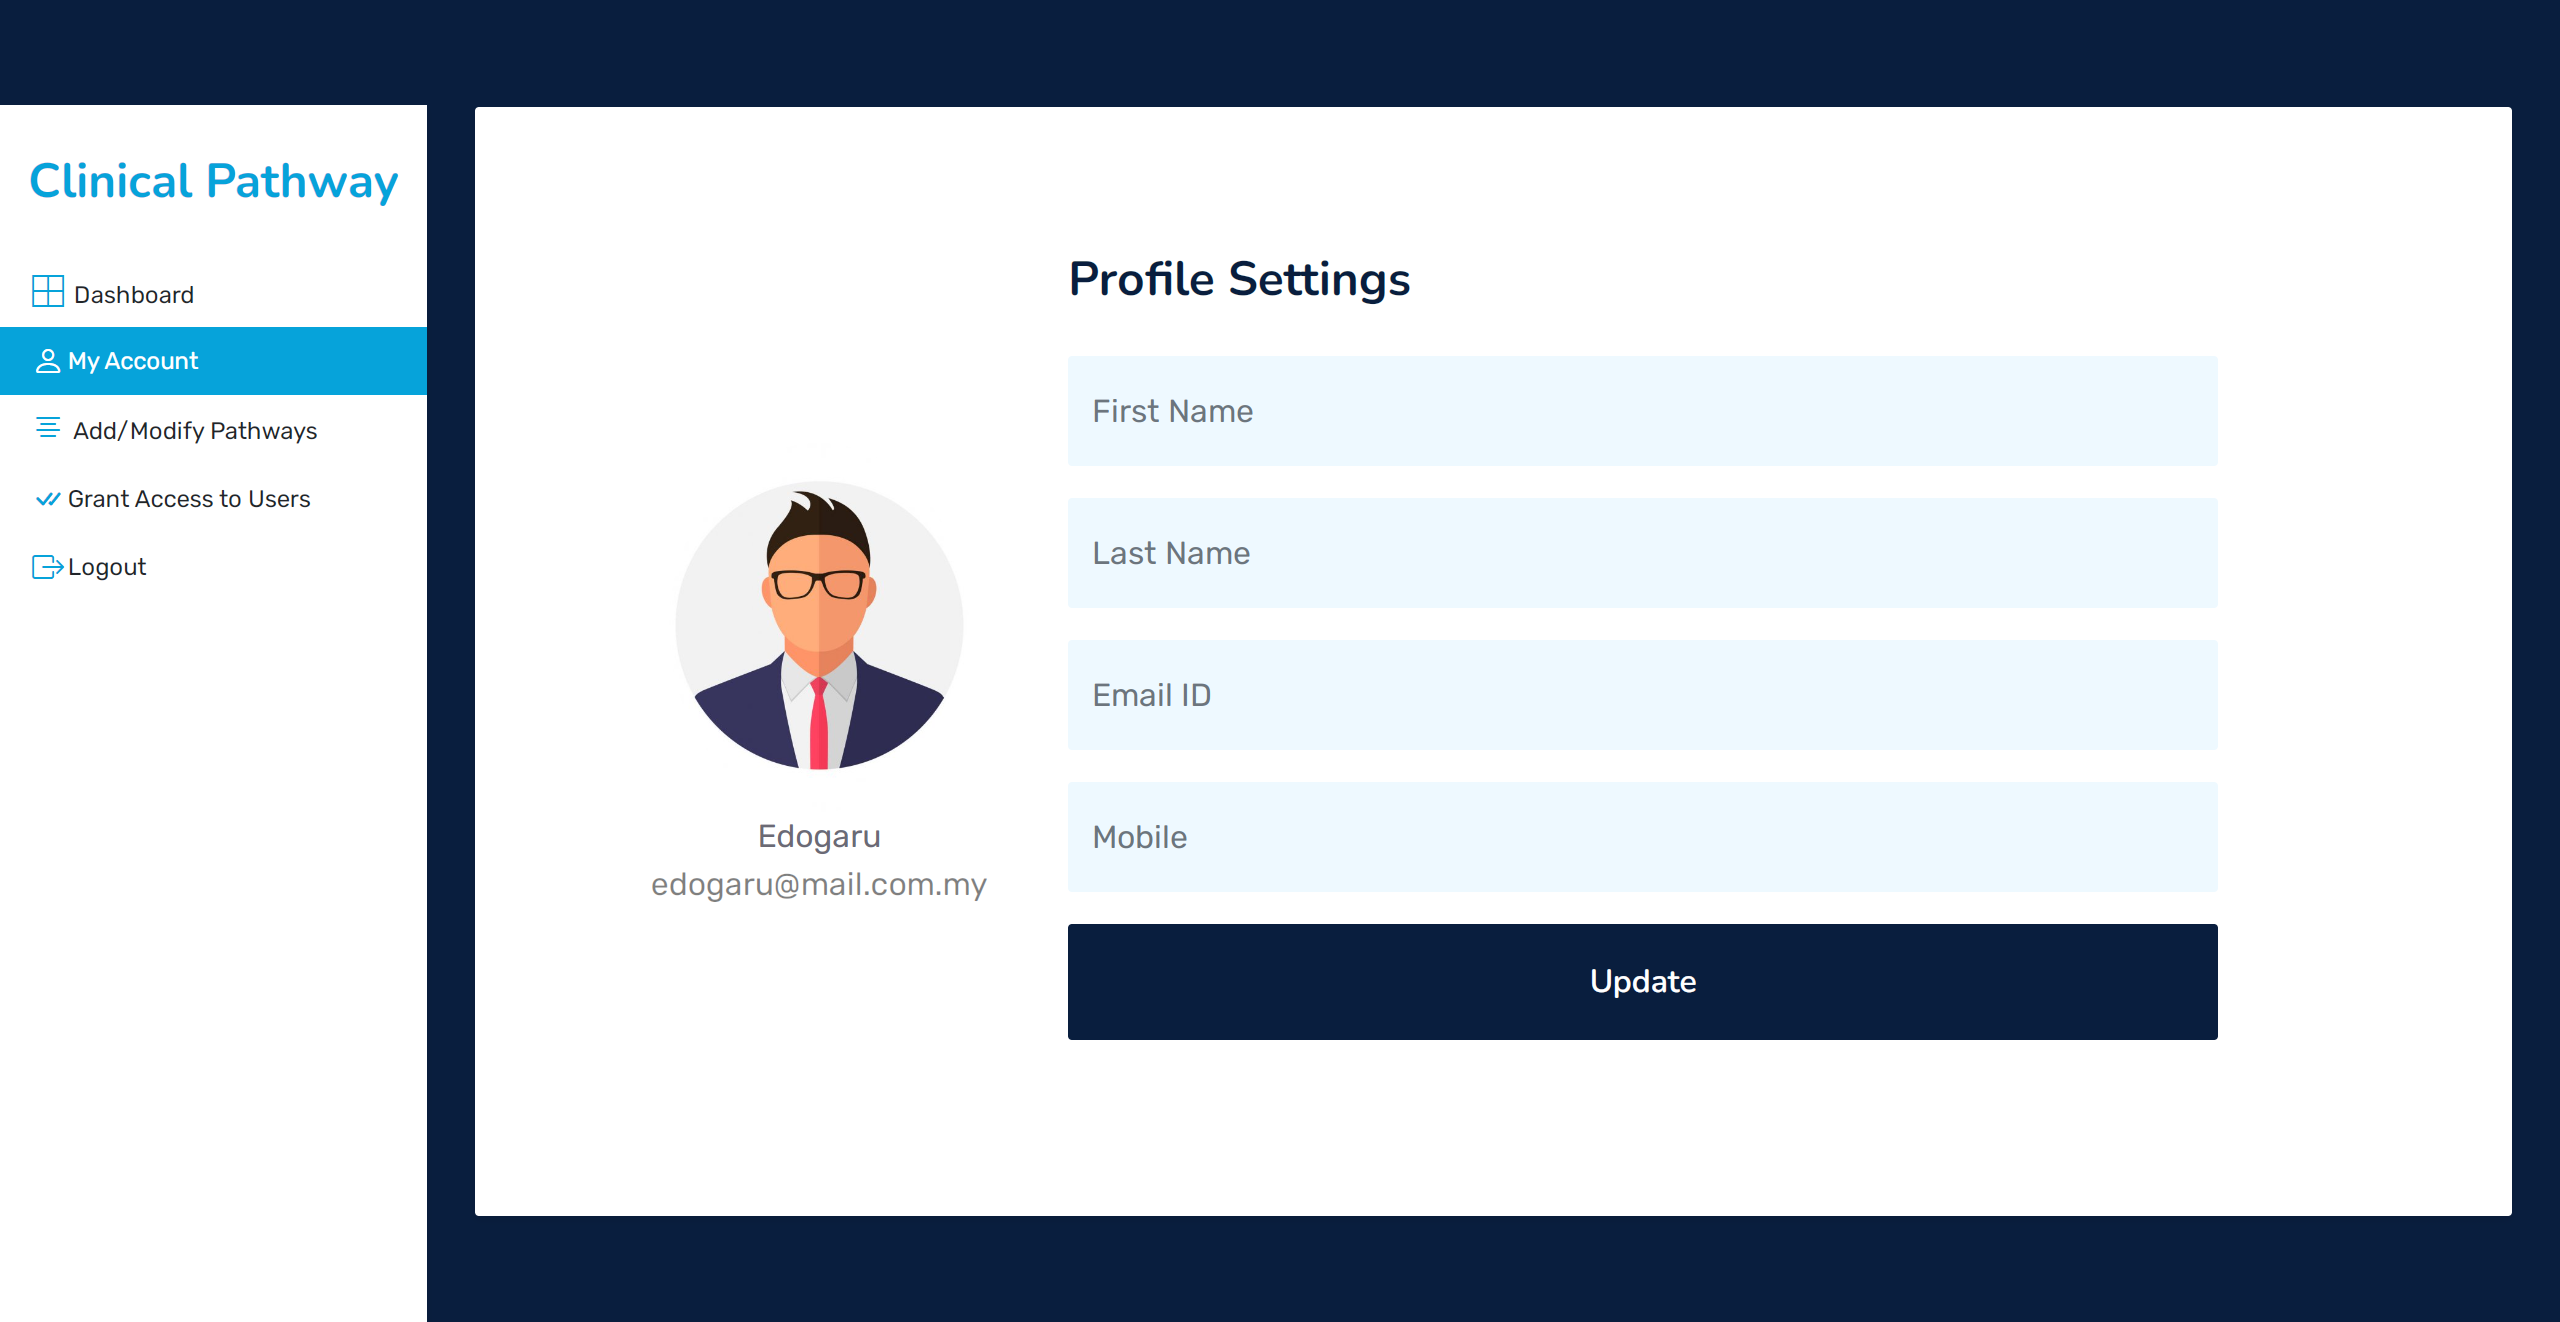 Clinical Pathway
Dashboard
My Account
Add/Modify Pathways
Grant Access to Users
Logout
Edogaru
edogaru@mail.com.my
Profile Settings
First Name
Last Name
Email ID
Mobile
Update